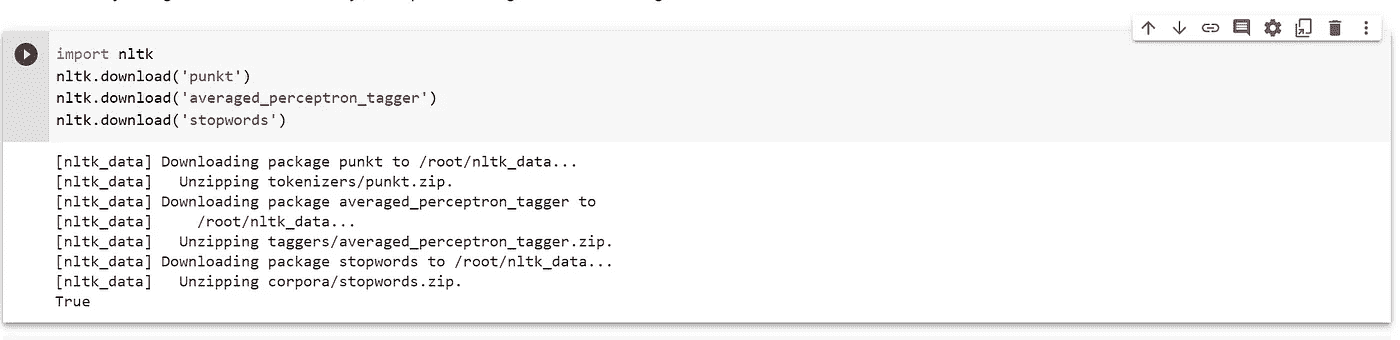 import nltk
nltk.download('punkt')
nltk.download('averaged_perceptron_tagger')
nltk.download('stopwords')
[nltk_data] Downloading package punkt to /root/nltk_data...
[nltk_data]   Unzipping tokenizers/punkt.zip.
[nltk_data] Downloading package averaged_perceptron_tagger to
[nltk_data]     /root/nltk_data...
[nltk_data]   Unzipping taggers/averaged_perceptron_tagger.zip.
[nltk_data] Downloading package stopwords to /root/nltk_data...
[nltk_data]   Unzipping corpora/stopwords.zip.
True